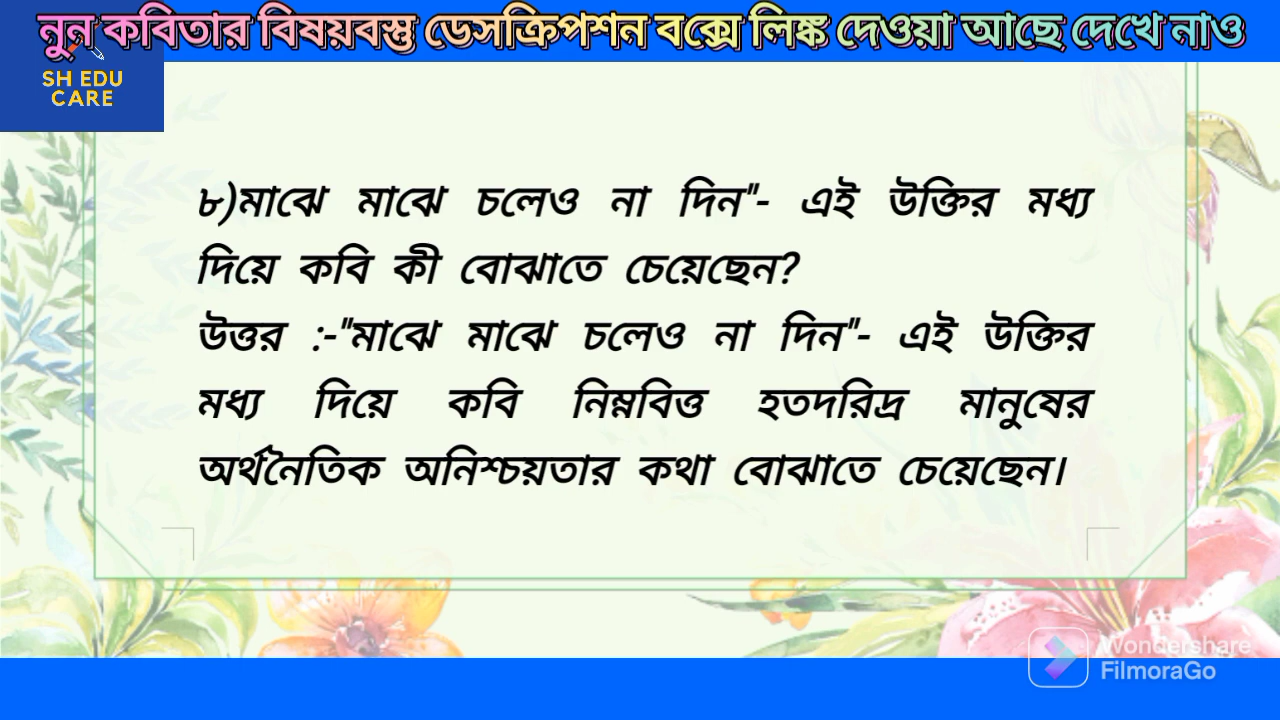 নুন কবিতার বিষয়বস্তু ডেসক্রিপশন বক্সে লিঙ্ক দেওয়া আছে দেখে নাও
SH EDU
CARE
৮)মাঝে মাঝে চলেও না দিন"- এই উক্তির মধ্য
দিয়ে কবি কী বোঝাতে চেয়েছেন?
উত্তর :-"মাঝে মাঝে চলেও না দিন"- এই উক্তির
মধ্য দিয়ে কবি নিম্নবিত্ত হতদরিদ্র মানুষের
অর্থনৈতিক অনিশ্চয়তার কথা বোঝাতে চেয়েছেন।
Wondershare
FilmoraGo